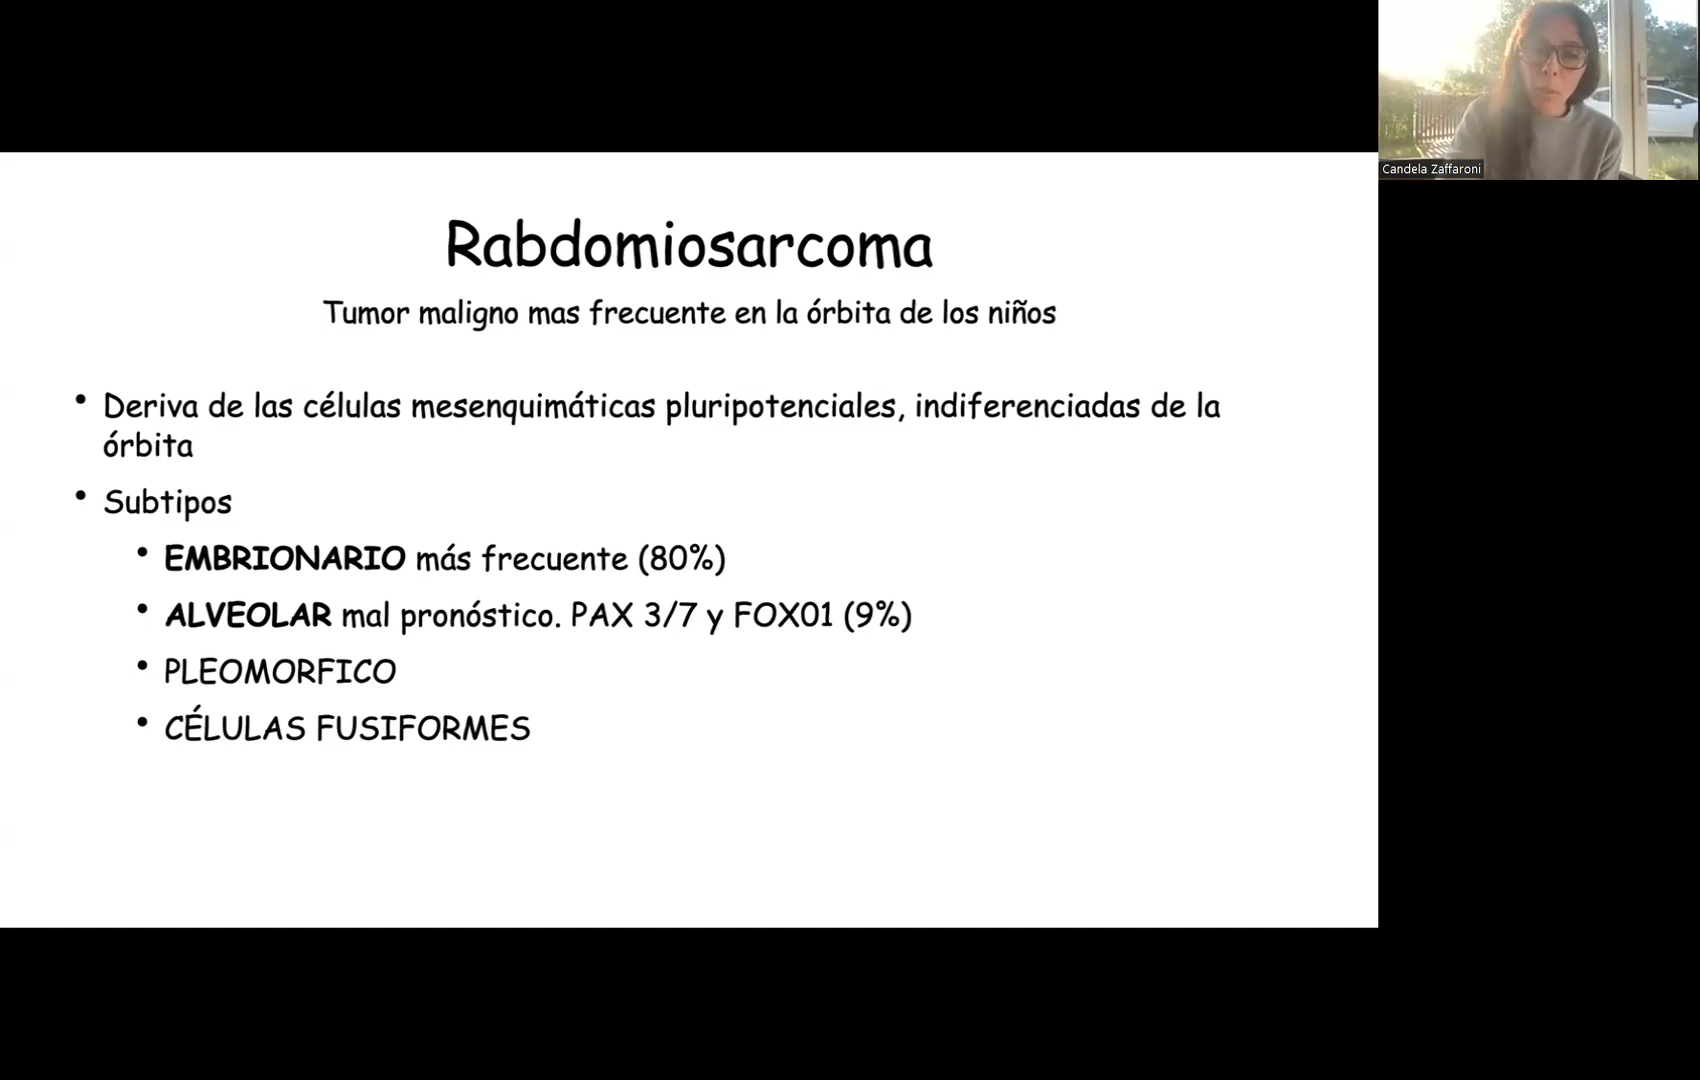 Candela Zaffaroni
Rabdomiosarcoma
Tumor maligno mas frecuente en la órbita de los niños
• Deriva de las células mesenquimáticas pluripotenciales, indiferenciadas de la
órbita
• Subtipos
• EMBRIONARIO más frecuente (80%)
• ALVEOLAR mal pronóstico. PAX 3/7 y FOX01 (9%)
• PLEOMORFICO
• CÉLULAS FUSIFORMES